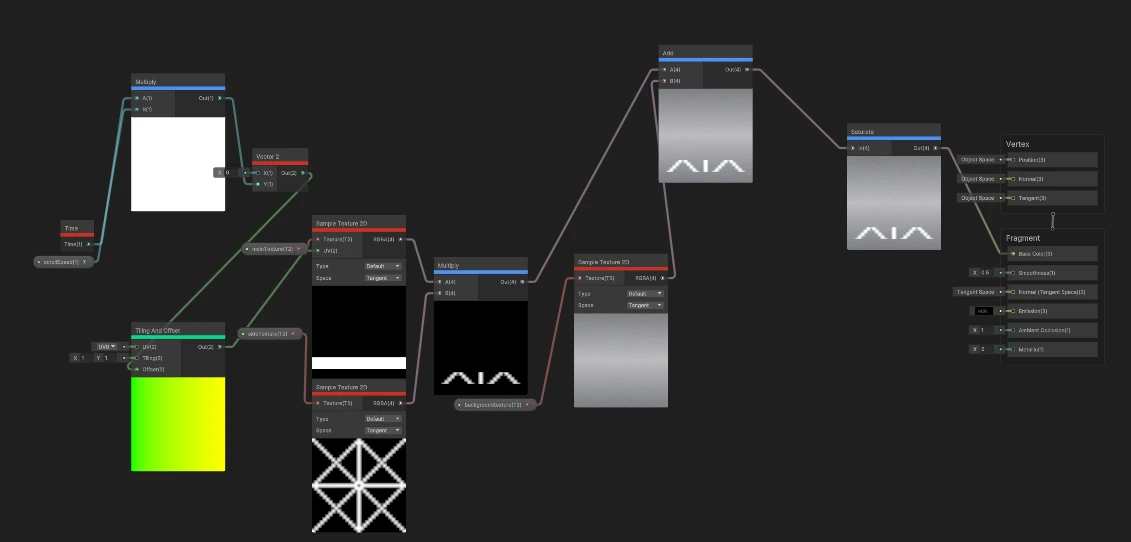 Multiply
A(1)
B(1)
Out(1)
Vector 2
X 0
X(1)
Y(1)
Out(2)
Time
Time(1)
scrollSpeed(1)
Tiling And Offset
UV0
UV(2)
X 1 Y 1
Tiling(2)
Offset(2)
Out(2)
Sample Texture 2D
mainTexture(T2)
Texture(T2)
UV(2)
RGBA(4)
Type
Default
Space
Tangent
sideTexture(T2)
Sample Texture 2D
Texture(T2)
RGBA(4)
Type
Default
Space
Tangent
Multiply
A(4)
B(4)
Out(4)
backgroundTexture(T2)
Sample Texture 2D
Texture(T2)
RGBA(4)
Type
Default
Space
Tangent
Add
A(4)
B(4)
Out(4)
Saturate
In(4)
Out(4)
Vertex
Object Space
Position(3)
Object Space
Normal(3)
Object Space
Tangent(3)
Fragment
Base Color(3)
X 0.5
Smoothness(1)
Tangent Space
Normal (Tangent Space)(3)
HDR
Emission(3)
X 1
Ambient Occlusion(1)
X 0
Metallic(1)